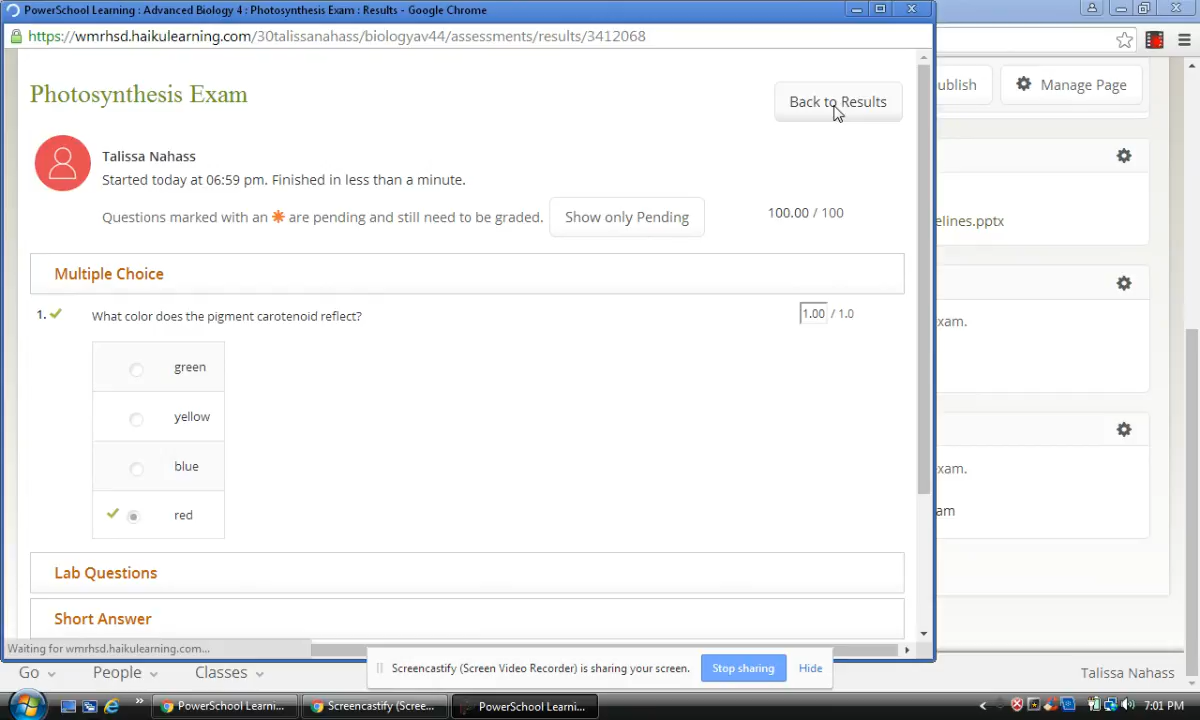 PowerSchool Learning : Advanced Biology 4 : Photosynthesis Exam : Results - Google Chrome
https://wmrhsd.haikulearning.com/30talissanahass/biologyav44/assessments/results/3412068
ublish
Manage Page
Photosynthesis Exam
Back to Results
Talissa Nahass
Started today at 06:59 pm. Finished in less than a minute.
Questions marked with an * are pending and still need to be graded.
Show only Pending
100.00 / 100
elines.pptx
Multiple Choice
1. What color does the pigment carotenoid reflect?
1.00 / 1.0
xam.
green
yellow
blue
xam.
red
am
Lab Questions
Short Answer
Waiting for wmrhsd.haikulearning.com...
Screencastify (Screen Video Recorder) is sharing your screen.
Stop sharing
Hide
Go
People
Classes
Talissa Nahass
PowerSchool Learni...
Screencastify (Scree...
PowerSchool Learni...
7:01 PM